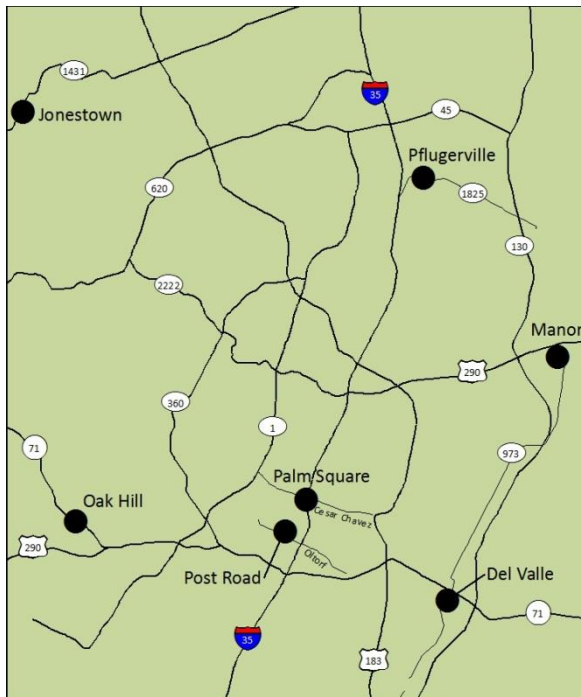 1431
35
Jonestown
45
Pflugerville
620
1825
130
2222
Manor
290
360
1
71
973
Palm Square
Cesar Chavez
Oak Hill
290
Oltorf
Post Road
Del Valle
71
35
183